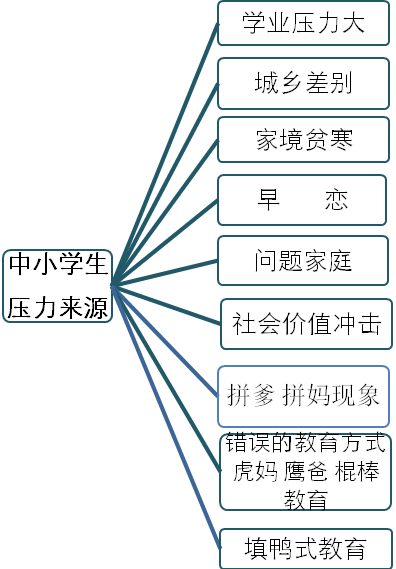 学业压力大
城乡差别
家境贫寒
早 恋
问题家庭
中小学生
压力来源
社会价值冲击
拼爹 拼妈现象
错误的教育方式
虎妈 鹰爸 棍棒
教育
填鸭式教育